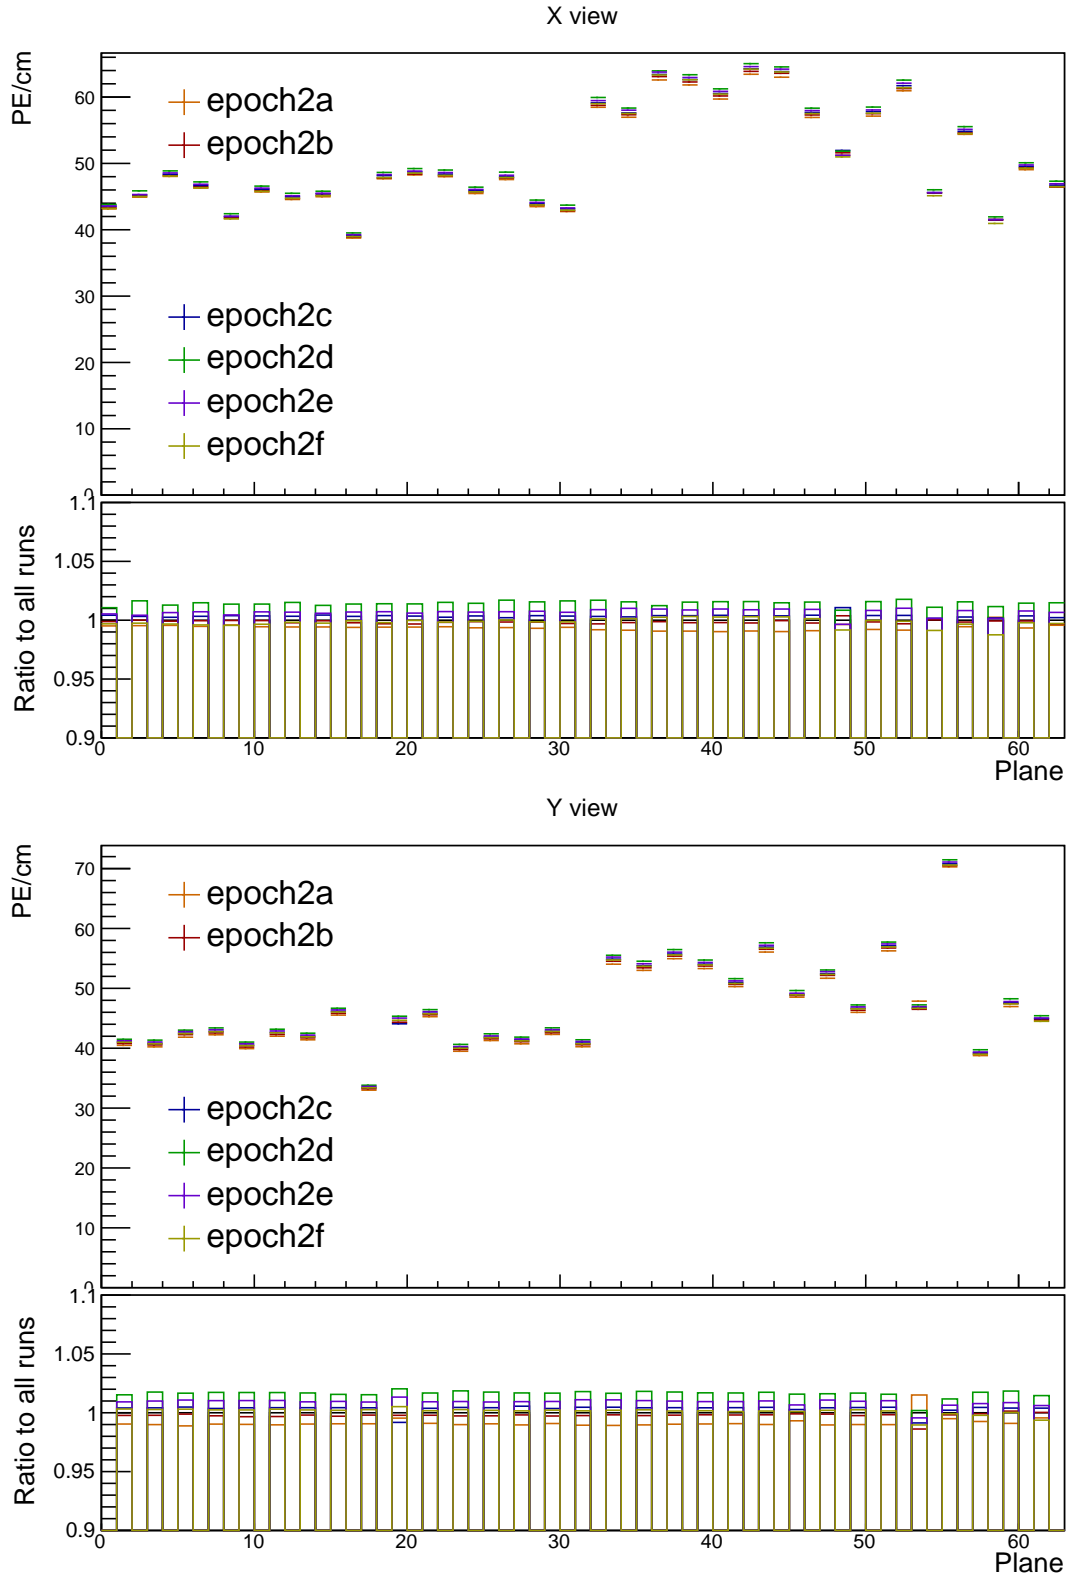 X view
PE/cm
60
50
40
30
20
10
0
epoch2a
epoch2b
epoch2c
epoch2d
epoch2e
epoch2f
Ratio to all runs
1.1
1.05
1
0.95
0.9
0 10 20 30 40 50 60
Plane
Y view
PE/cm
70
60
50
40
30
20
10
0
epoch2a
epoch2b
epoch2c
epoch2d
epoch2e
epoch2f
Ratio to all runs
1.1
1.05
1
0.95
0.9
0 10 20 30 40 50 60
Plane